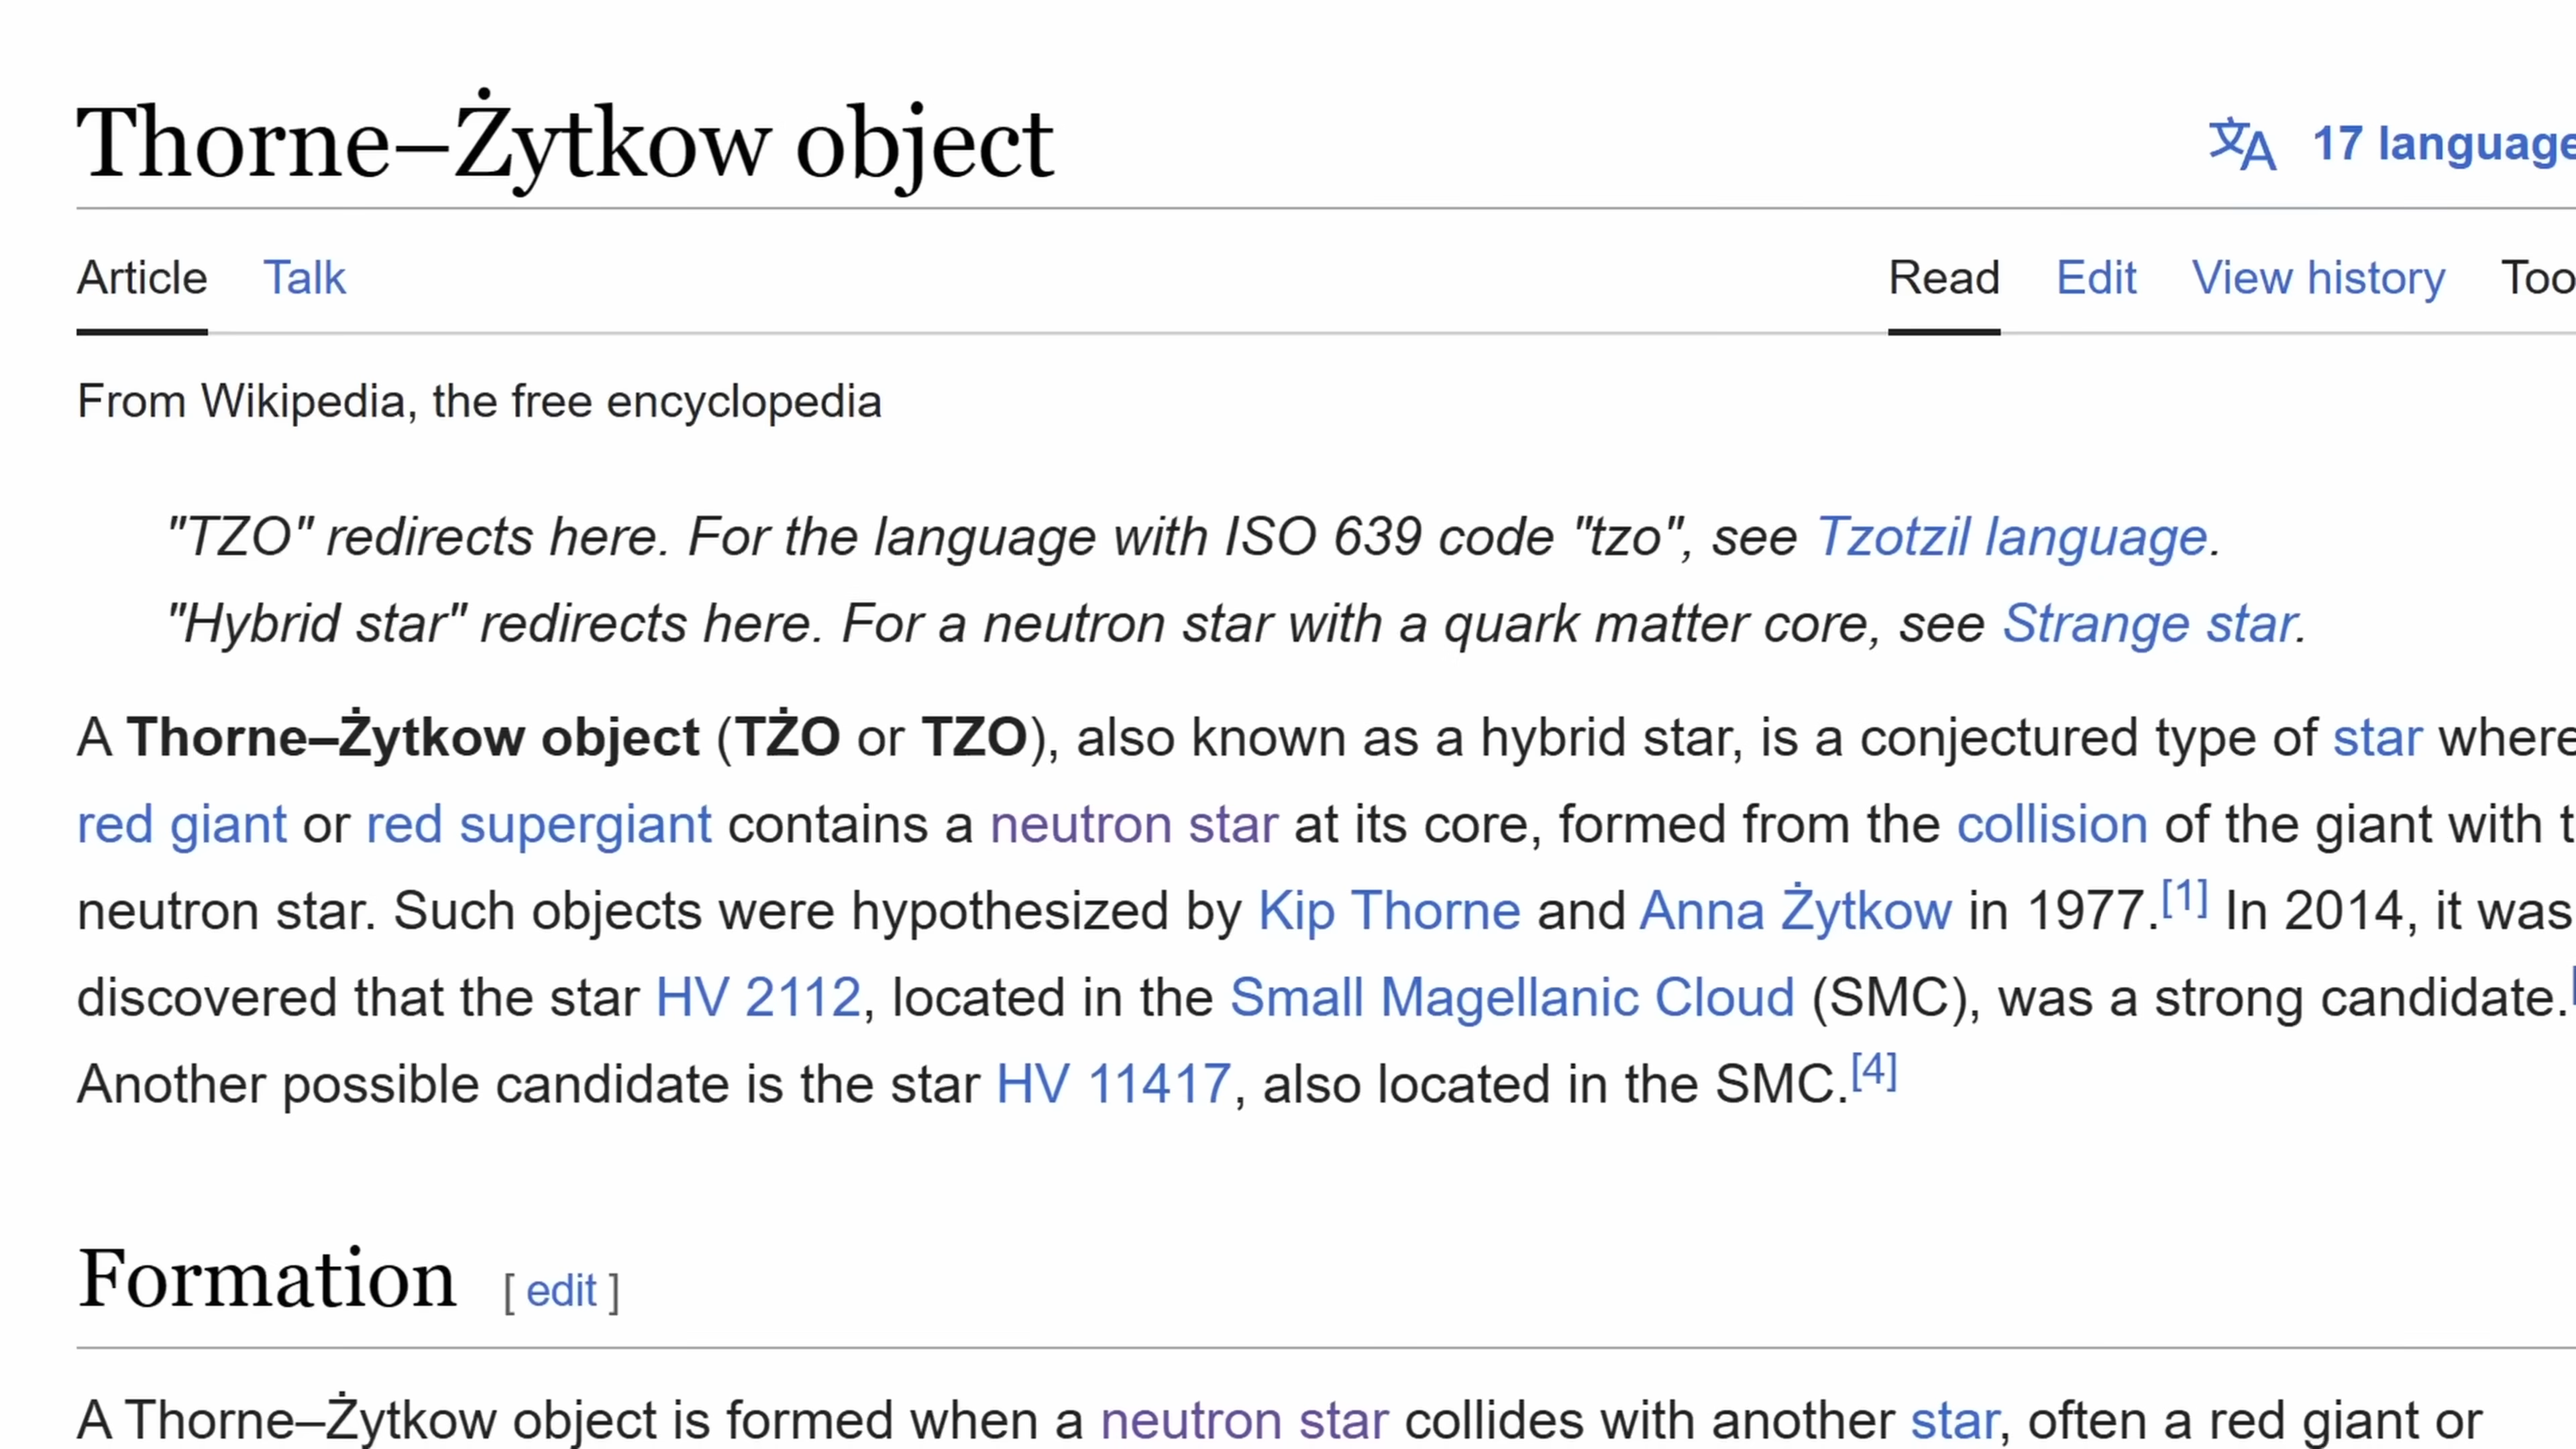 Thorne–Żytkow object
文A 17 language
Article Talk Read Edit View history Too
From Wikipedia, the free encyclopedia
"TZO" redirects here. For the language with ISO 639 code "tzo", see Tzotzil language.
"Hybrid star" redirects here. For a neutron star with a quark matter core, see Strange star.
A Thorne–Żytkow object (TŻO or TZO), also known as a hybrid star, is a conjectured type of star where
red giant or red supergiant contains a neutron star at its core, formed from the collision of the giant with t
neutron star. Such objects were hypothesized by Kip Thorne and Anna Żytkow in 1977.[1] In 2014, it was
discovered that the star HV 2112, located in the Small Magellanic Cloud (SMC), was a strong candidate.[
Another possible candidate is the star HV 11417, also located in the SMC.[4]
Formation [ edit ]
A Thorne–Żytkow object is formed when a neutron star collides with another star, often a red giant or